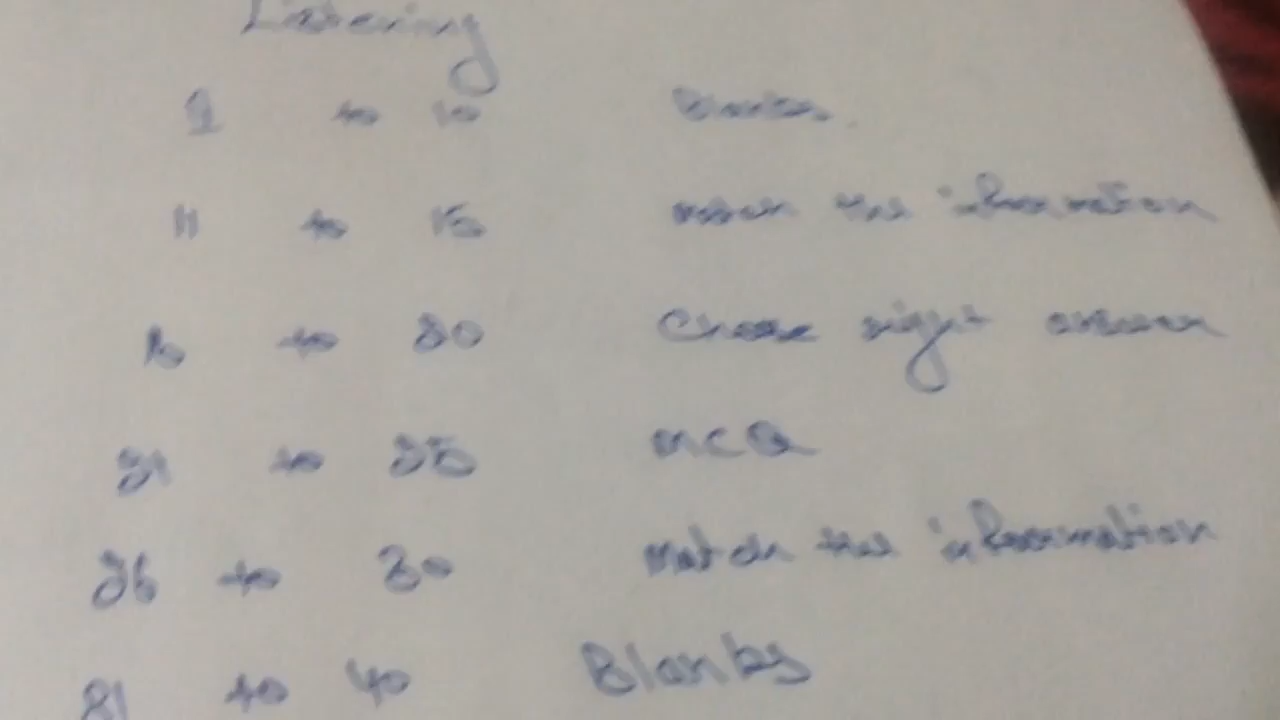 Listening
1 to 10 Blanks.
11 to 15 match the information
16 to 20 Choose right answer
21 to 25 MCQ
26 to 30 match the information
31 to 40 Blanks